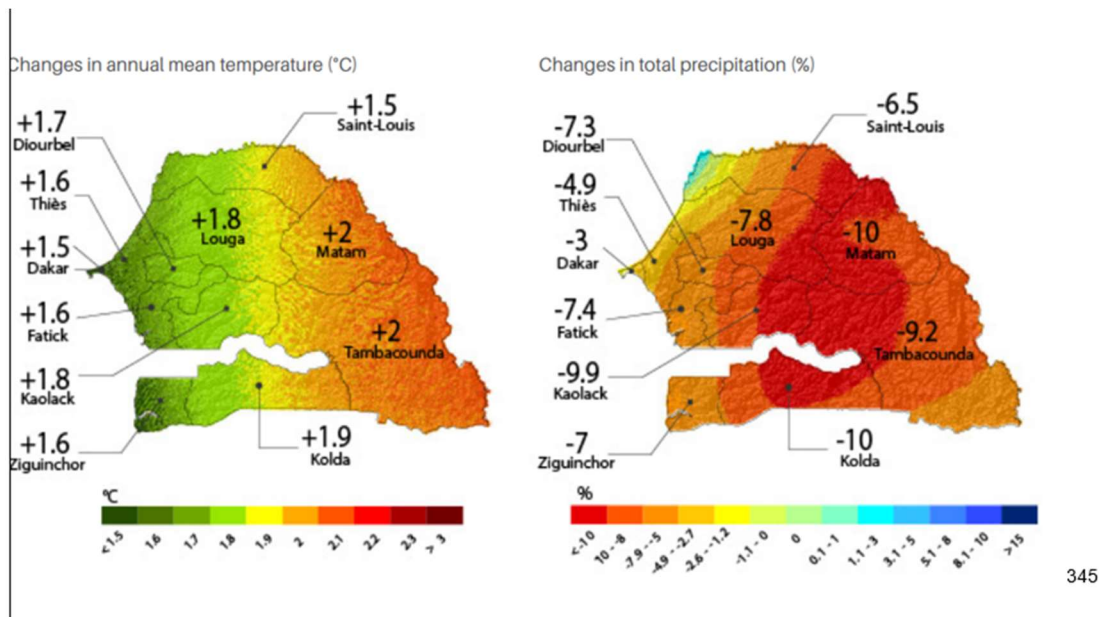 Changes in annual mean temperature (°C)
+1.7
Diourbel
+1.5
Saint-Louis
+1.6
Thiès
+1.8
Louga
+2
Matam
+1.5
Dakar
+1.6
Fatick
+2
Tambacounda
+1.8
Kaolack
+1.6
Ziguinchor
+1.9
Kolda
°C
< 1.5 1.6 1.7 1.8 1.9 2 2.1 2.2 2.3 > 3
Changes in total precipitation (%)
-7.3
Diourbel
-6.5
Saint-Louis
-4.9
Thiès
-7.8
Louga
-10
Matam
-3
Dakar
-7.4
Fatick
-9.2
Tambacounda
-9.9
Kaolack
-7
Ziguinchor
-10
Kolda
%
< -10 10 - -8 -7.9 - -5 -4.9 - -2.7 -2.6 - -1.2 -1.1 - 0 0 0.1 - 1 1.1 - 3 3.1 - 5 5.1 - 8 8.1 - 10 >15
345